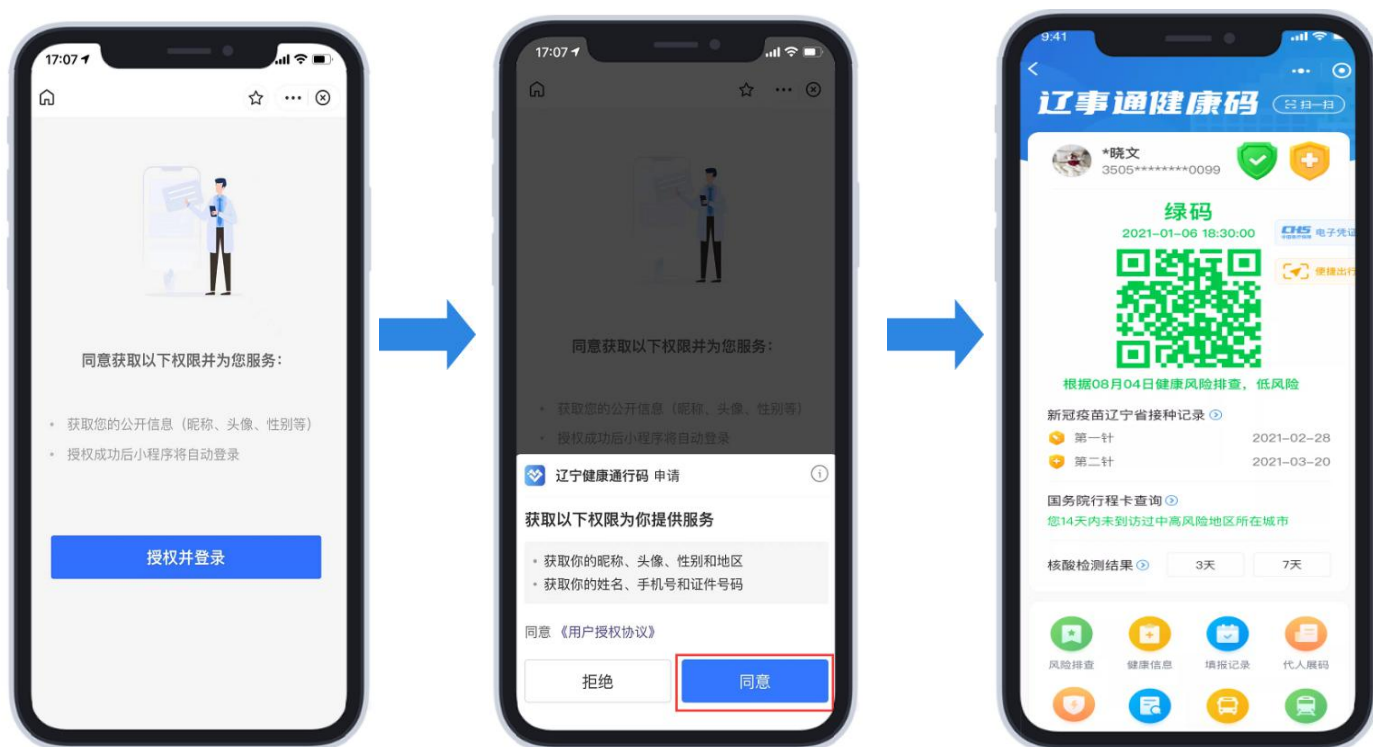 17:07
同意获取以下权限并为您服务：
• 获取您的公开信息（昵称、头像、性别等）
• 授权成功后小程序将自动登录
授权并登录
17:07
同意获取以下权限并为您服务：
• 获取您的公开信息（昵称、头像、性别等）
• 授权成功后小程序将自动登录
辽宁健康通行码 申请
获取以下权限为你提供服务
• 获取你的昵称、头像、性别和地区
• 获取你的姓名、手机号和证件号码
同意《用户授权协议》
拒绝 同意
9:41
辽事通健康码 扫一扫
*晓文
3505********0099
绿码
2021-01-06 18:30:00
CHS 电子凭证
便捷出行
根据08月04日健康风险排查，低风险
新冠疫苗辽宁省接种记录
第一针 2021-02-28
第二针 2021-03-20
国务院行程卡查询
您14天内未到访过中高风险地区所在城市
核酸检测结果 3天 7天
风险排查 健康信息 填报记录 代人展码